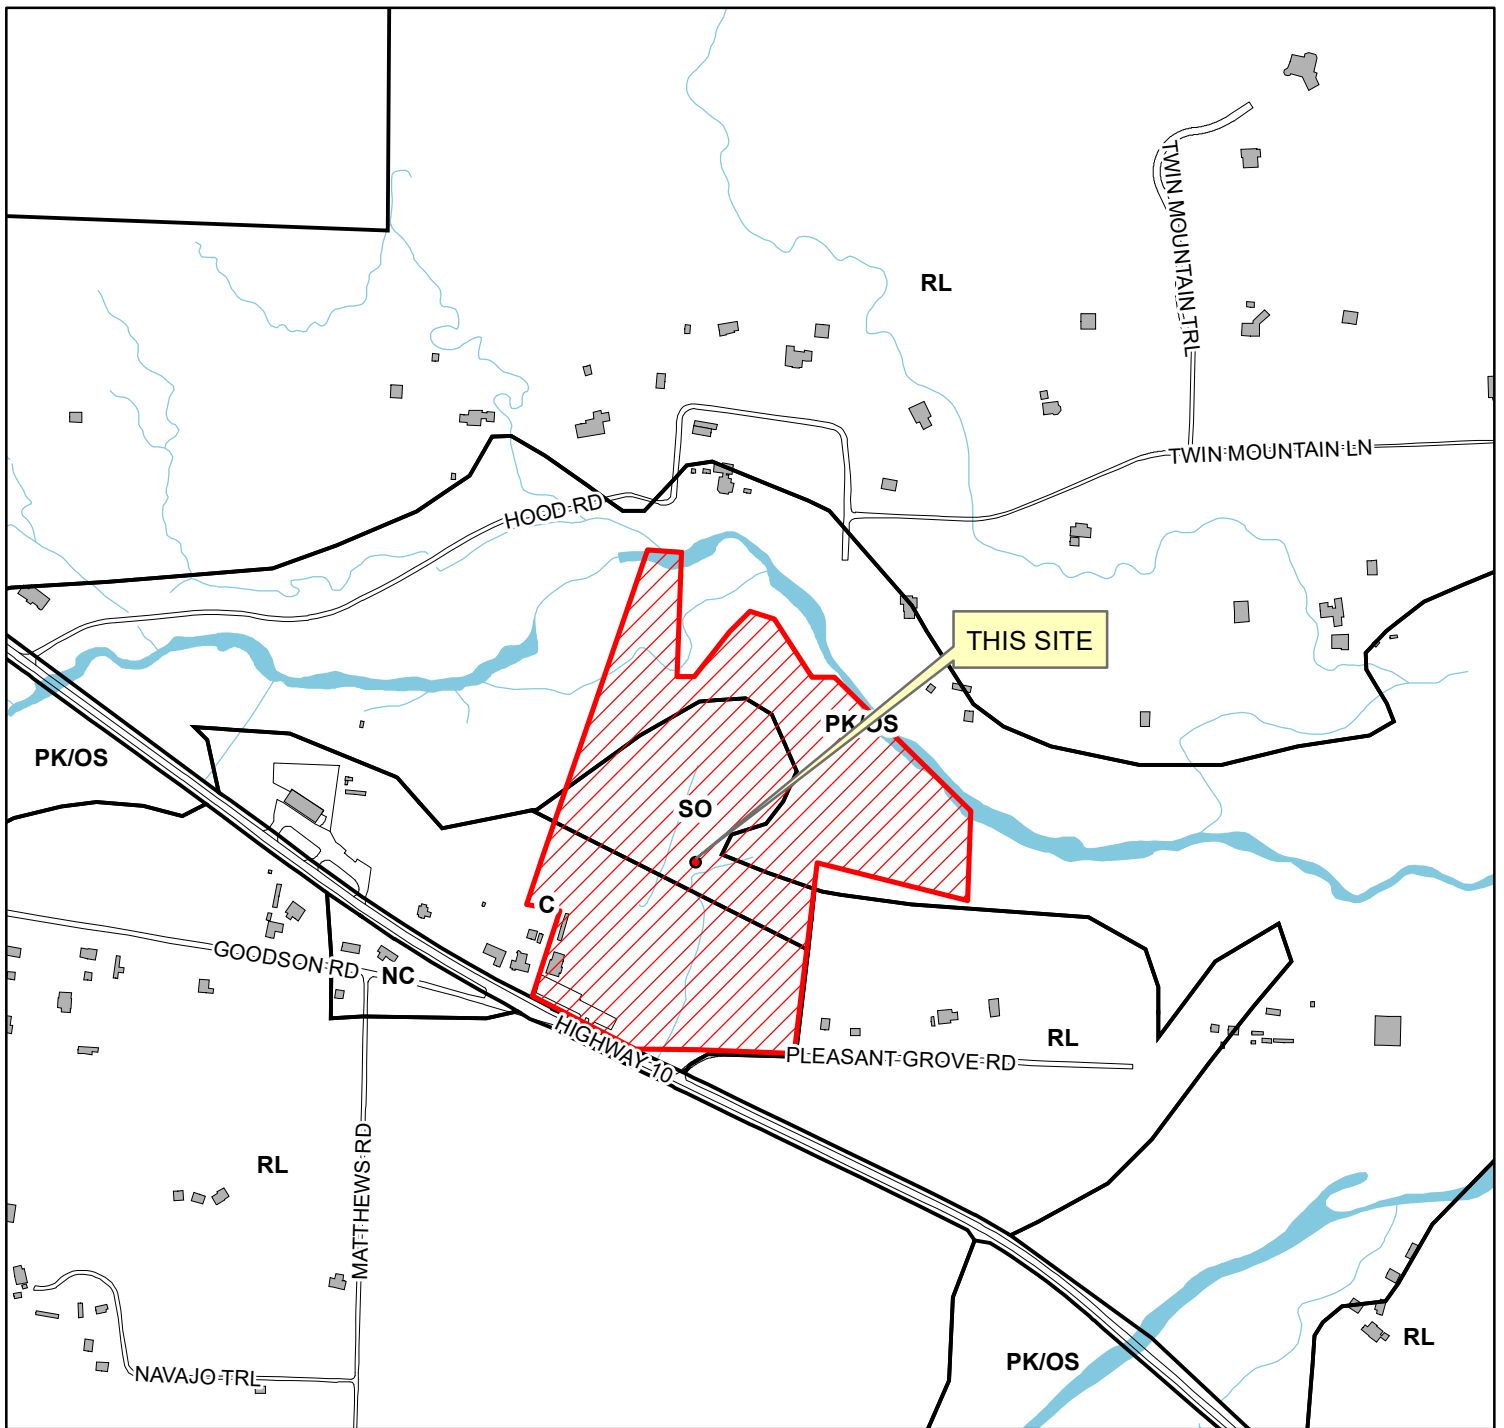 TWIN MOUNTAIN TRL
RL
TWIN MOUNTAIN LN
HOOD RD
THIS SITE
PK/OS
PK/OS
SO
C
GOODSON RD
NC
HIGHWAY 10
RL
PLEASANT GROVE RD
MATTHEWS RD
RL
RL
PK/OS
NAVAJO TRL